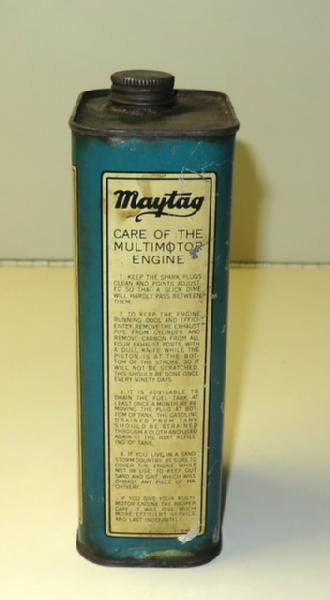 Maytag
CARE OF THE
MULTIMOTOR
ENGINE
1. KEEP THE SPARK PLUGS
CLEAN AND POINTS ADJUST
ED SO THAT A SLICK DIME
WILL HARDLY PASS BETWEEN
THEM.
2. TO KEEP THE ENGINE
RUNNING COOL AND EFFICI-
ENTLY, REMOVE THE EXHAUST
PIPE FROM CYLINDER AND
REMOVE CARBON FROM ALL
FOUR EXHAUST PORTS, WITH
A DULL KNIFE WHILE THE
PISTON IS AT THE BOT-
TOM OF THE STROKE, SO IT
WILL NOT BE SCRATCHED.
THIS SHOULD BE DONE ONCE
EVERY NINETY DAYS.
3. IT IS ADVISABLE TO
DRAIN THE FUEL TANK, AT
LEAST ONCE A MONTH BY RE
MOVING THE PLUG AT BOT
TOM OF TANK. THE GASOLINE
DRAINED FROM TANK
SHOULD BE STRAINED
THROUGH A CLOTH AND USED
AGAIN AT THE NEXT REFILL
ING OF TANK.
4. IF YOU LIVE IN A SAND
STORM COUNTRY, BE SURE TO
COVER THE ENGINE WHILE
NOT IN USE TO KEEP OUT
SAND AND GRIT, WHICH WILL
DAMAGE ANY PIECE OF MA
CHINERY.
IF YOU GIVE YOUR MULTI-
MOTOR ENGINE THE PROPER
CARE IT WILL GIVE MUCH
MORE EFFICIENT SERVICE
AND LAST INDEFINITELY.